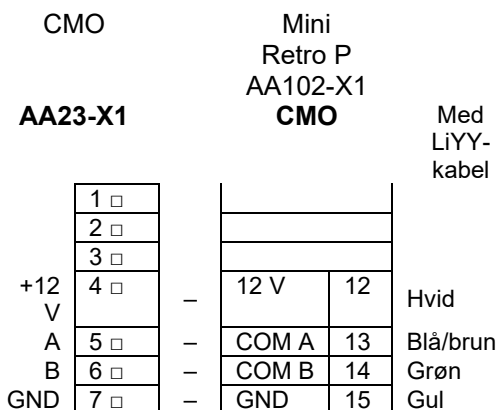 CMO Mini
Retro P
AA102-X1
AA23-X1 CMO Med
LiYY-
kabel
1 □
2 □
3 □
+12 V 4 □ – 12 V 12 Hvid
A 5 □ – COM A 13 Blå/brun
B 6 □ – COM B 14 Grøn
GND 7 □ – GND 15 Gul